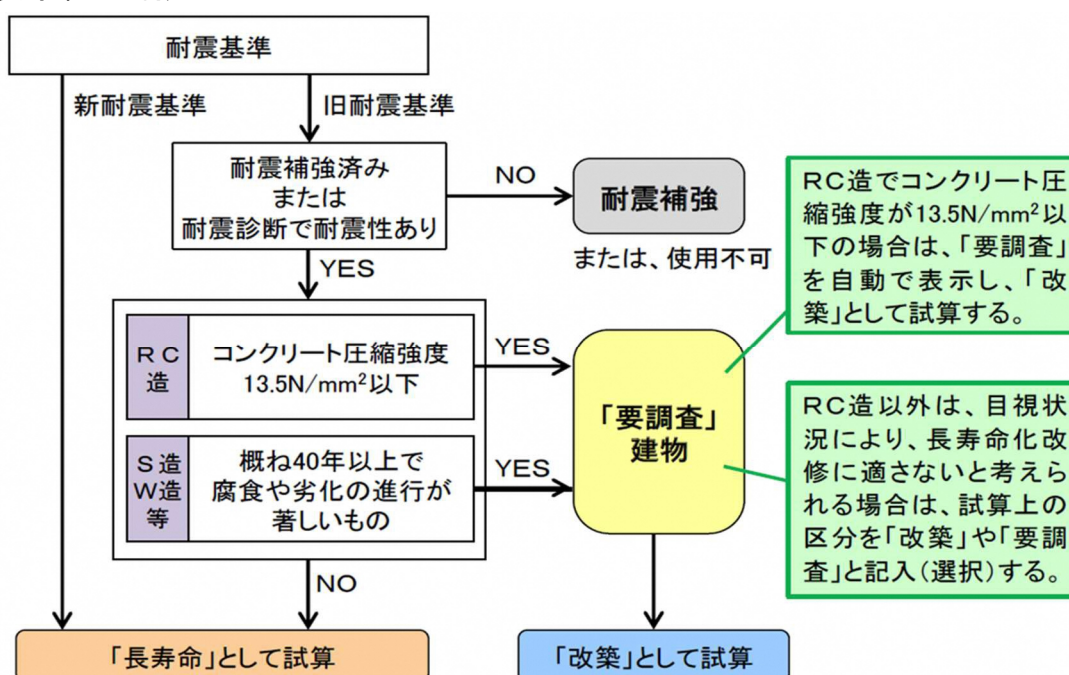 耐震基準
新耐震基準
旧耐震基準
耐震補強済み
または
耐震診断で耐震性あり
NO
耐震補強
または、使用不可
YES
RC
造
コンクリート圧縮強度
13.5N/mm²以下
YES
S造
W造
等
概ね40年以上で
腐食や劣化の進行が
著しいもの
YES
「要調査」
建物
NO
「長寿命」として試算
「改築」として試算
RC造でコンクリート圧
縮強度が13.5N/mm²以
下の場合は、「要調査」
を自動で表示し、「改
築」として試算する。
RC造以外は、目視状
況により、長寿命化改
修に適さないと考えら
れる場合は、試算上の
区分を「改築」や「要調
査」と記入(選択)する。